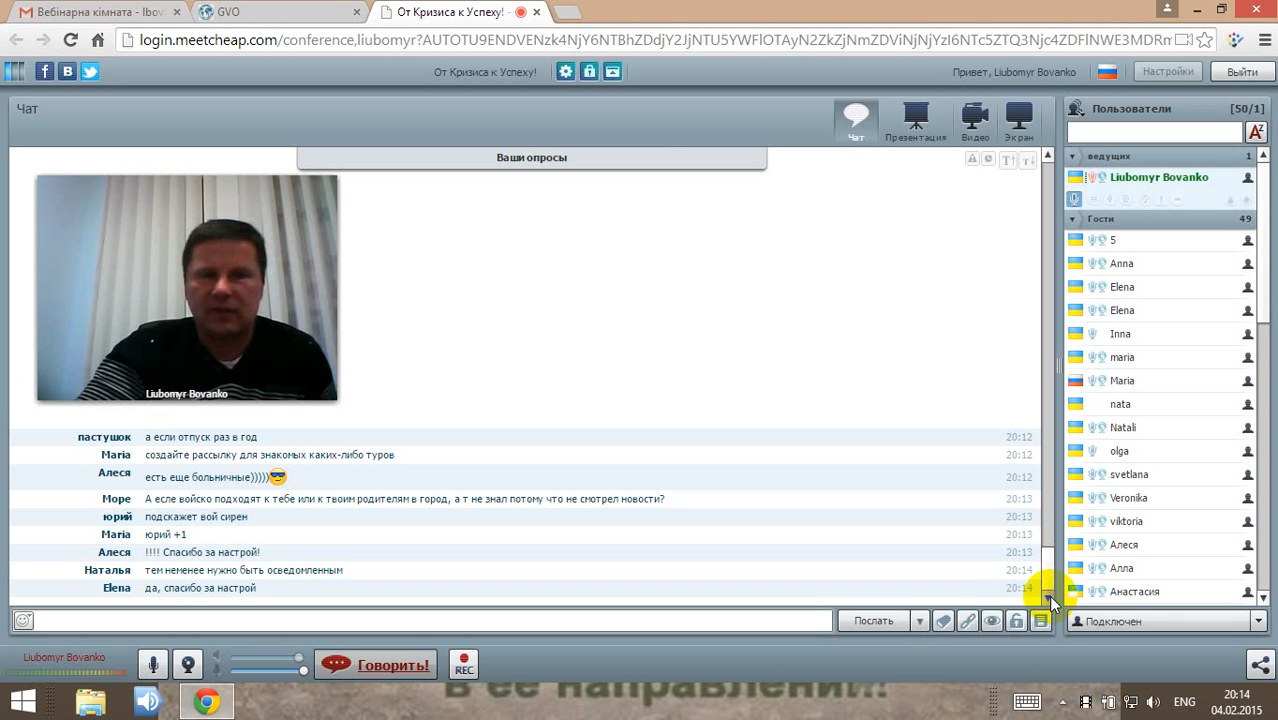 Вебінарна кімната - lbov
GVO
От Кризиса к Успеху!
login.meetcheap.com/conference,liubomyr?
От Кризиса к Успеху!
Привет, Liubomyr Bovanko
Настройки
Выйти
Чат
Чат
Презентация
Видео
Экран
Пользователи
[50/1]
Ваши опросы
ведущих 1
Liubomyr Bovanko
Гости 49
5
Anna
Elena
Elena
Inna
maria
Maria
nata
Natali
olga
svetlana
Veronika
viktoria
Алеся
Алла
Анастасия
Liubomyr Bovanko
пастушок а если отпуск раз в год 20:12
Maria создайте рассылку для знакомых каких-либо туров 20:12
Алеся есть еще больничные))))) 20:12
Море А если войско подходят к тебе или к твоим родителям в город, а т не знал потому что не смотрел новости? 20:13
юрий подскажет вой сирен 20:13
Maria юрий +1 20:13
Алеся !!!! Спасибо за настрой! 20:13
Наталья тем неменее нужно быть осведомленным 20:14
Elena да, спасибо за настрой 20:14
Послать
Подключен
Liubomyr Bovanko
Говорить!
REC
ENG
20:14
04.02.2015